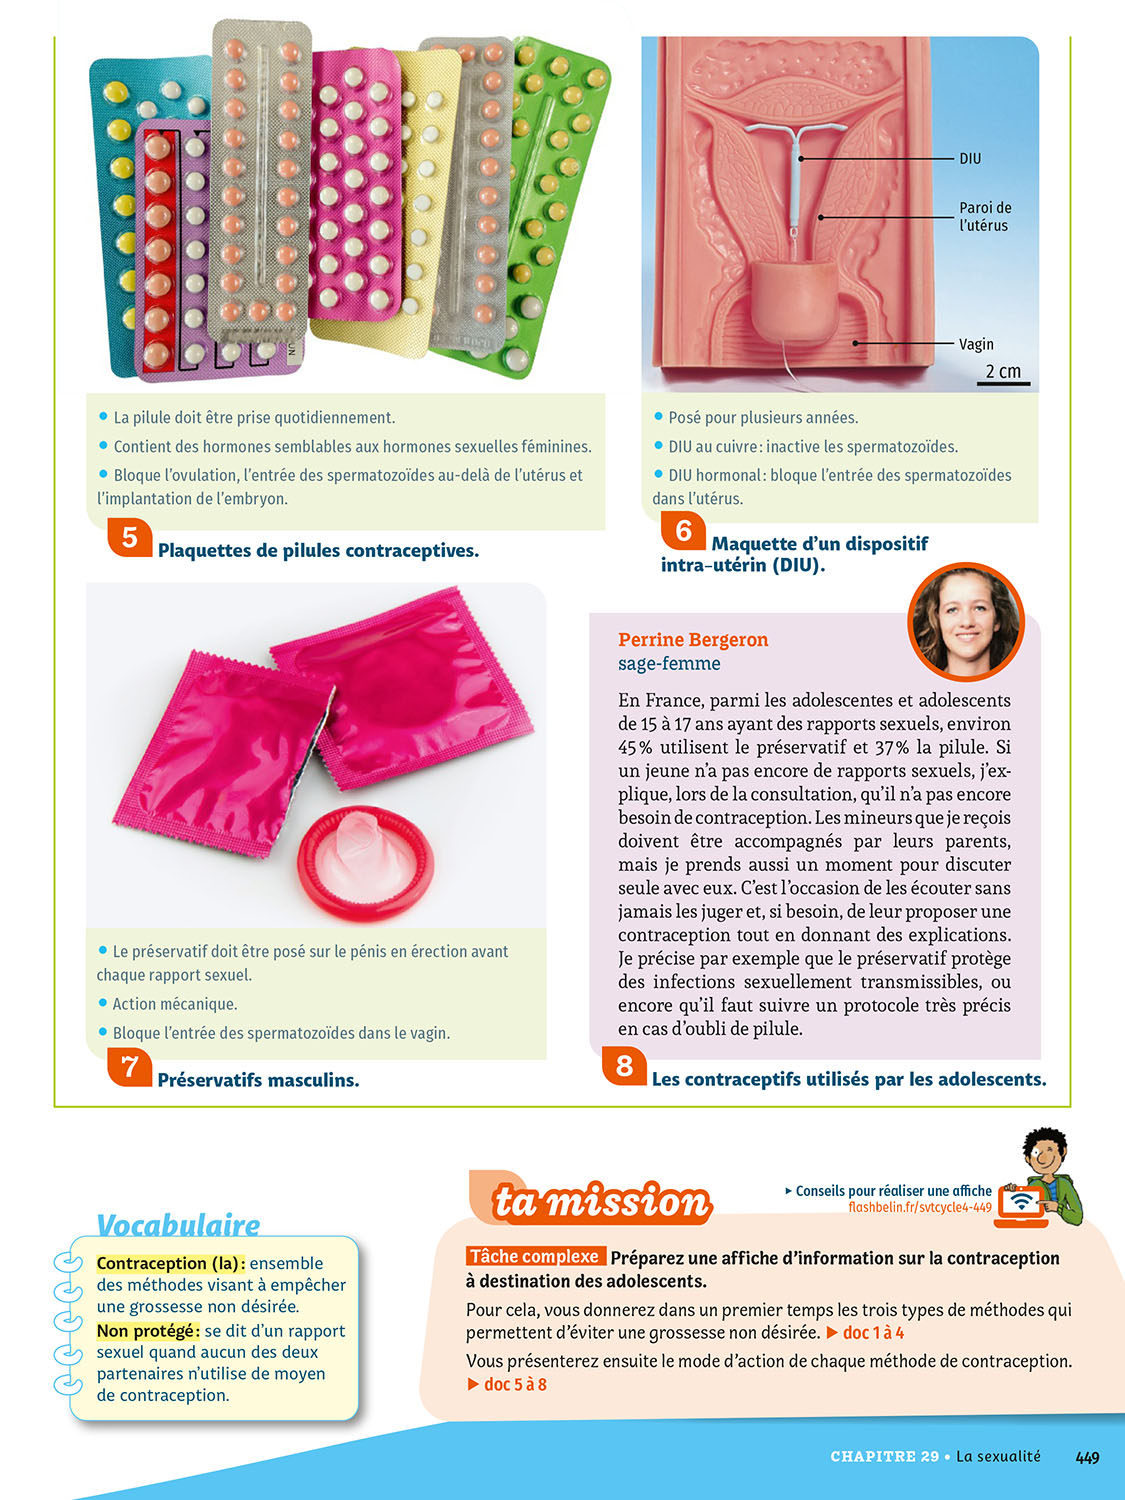 DIU
Paroi de
l'utérus
Vagin
2 cm
• La pilule doit être prise quotidiennement.
• Contient des hormones semblables aux hormones sexuelles féminines.
• Bloque l'ovulation, l'entrée des spermatozoïdes au-delà de l'utérus et
l'implantation de l'embryon.
5 Plaquettes de pilules contraceptives.
• Posé pour plusieurs années.
• DIU au cuivre : inactive les spermatozoïdes.
• DIU hormonal : bloque l'entrée des spermatozoïdes
dans l'utérus.
6 Maquette d'un dispositif
intra-utérin (DIU).
• Le préservatif doit être posé sur le pénis en érection avant
chaque rapport sexuel.
• Action mécanique.
• Bloque l'entrée des spermatozoïdes dans le vagin.
7 Préservatifs masculins.
Perrine Bergeron
sage-femme
En France, parmi les adolescentes et adolescents
de 15 à 17 ans ayant des rapports sexuels, environ
45 % utilisent le préservatif et 37 % la pilule. Si
un jeune n'a pas encore de rapports sexuels, j'ex-
plique, lors de la consultation, qu'il n'a pas encore
besoin de contraception. Les mineurs que je reçois
doivent être accompagnés par leurs parents,
mais je prends aussi un moment pour discuter
seule avec eux. C'est l'occasion de les écouter sans
jamais les juger et, si besoin, de leur proposer une
contraception tout en donnant des explications.
Je précise par exemple que le préservatif protège
des infections sexuellement transmissibles, ou
encore qu'il faut suivre un protocole très précis
en cas d'oubli de pilule.
8 Les contraceptifs utilisés par les adolescents.
Vocabulaire
Contraception (la) : ensemble
des méthodes visant à empêcher
une grossesse non désirée.
Non protégé : se dit d'un rapport
sexuel quand aucun des deux
partenaires n'utilise de moyen
de contraception.
ta mission
▶ Conseils pour réaliser une affiche
flashbelin.fr/svtcycle4-449
Tâche complexe Préparez une affiche d'information sur la contraception
à destination des adolescents.
Pour cela, vous donnerez dans un premier temps les trois types de méthodes qui
permettent d'éviter une grossesse non désirée. ▶ doc 1 à 4
Vous présenterez ensuite le mode d'action de chaque méthode de contraception.
▶ doc 5 à 8
CHAPITRE 29 • La sexualité 449